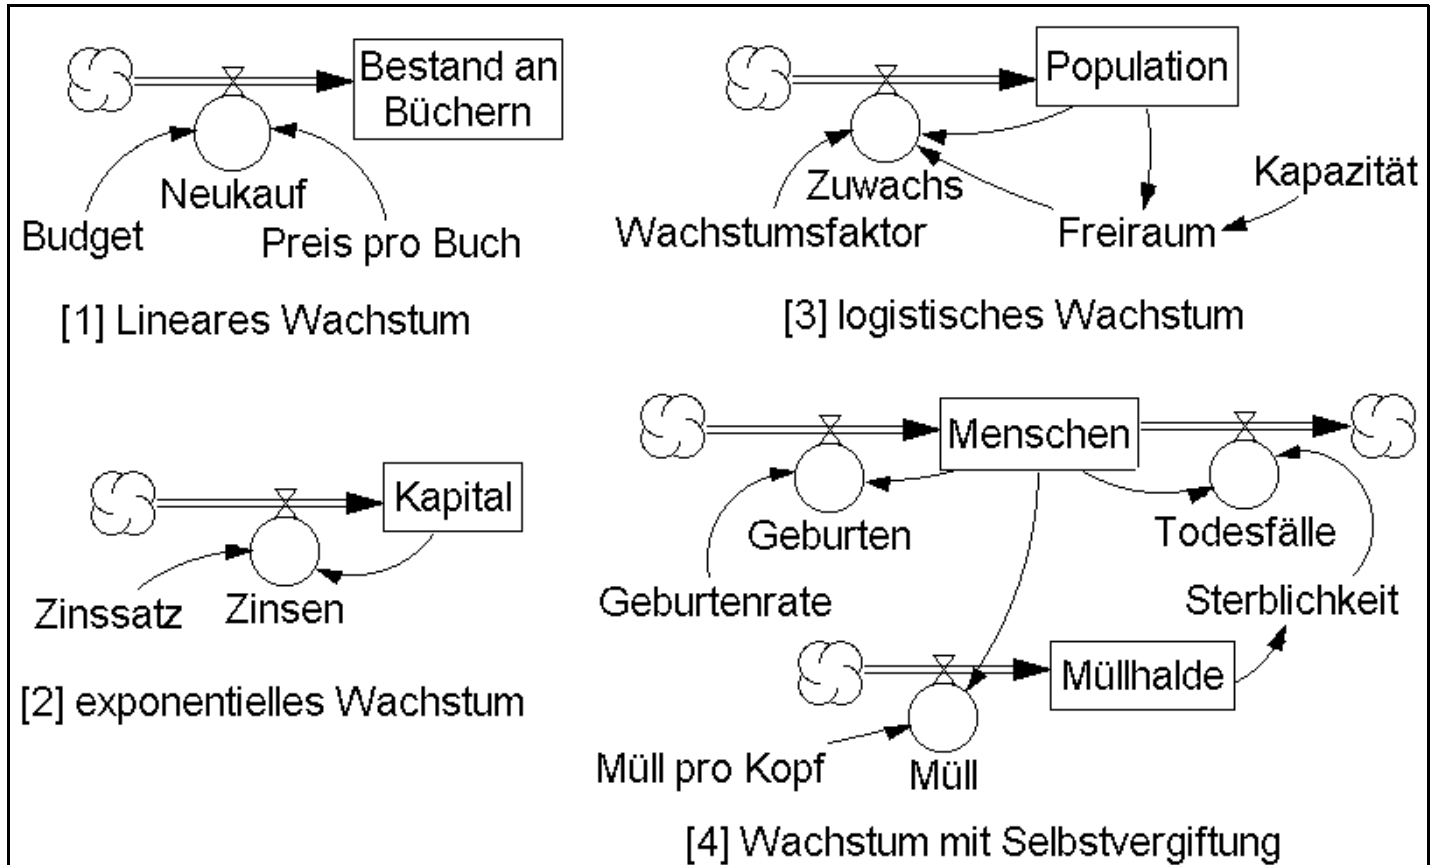 Bestand an
Büchern
Neukauf
Budget
Preis pro Buch
[1] Lineares Wachstum
Population
Zuwachs
Kapazität
Wachstumsfaktor
Freiraum
[3] logistisches Wachstum
Kapital
Zinssatz
Zinsen
[2] exponentielles Wachstum
Menschen
Geburten
Todesfälle
Geburtenrate
Sterblichkeit
Müllhalde
Müll pro Kopf
Müll
[4] Wachstum mit Selbstvergiftung